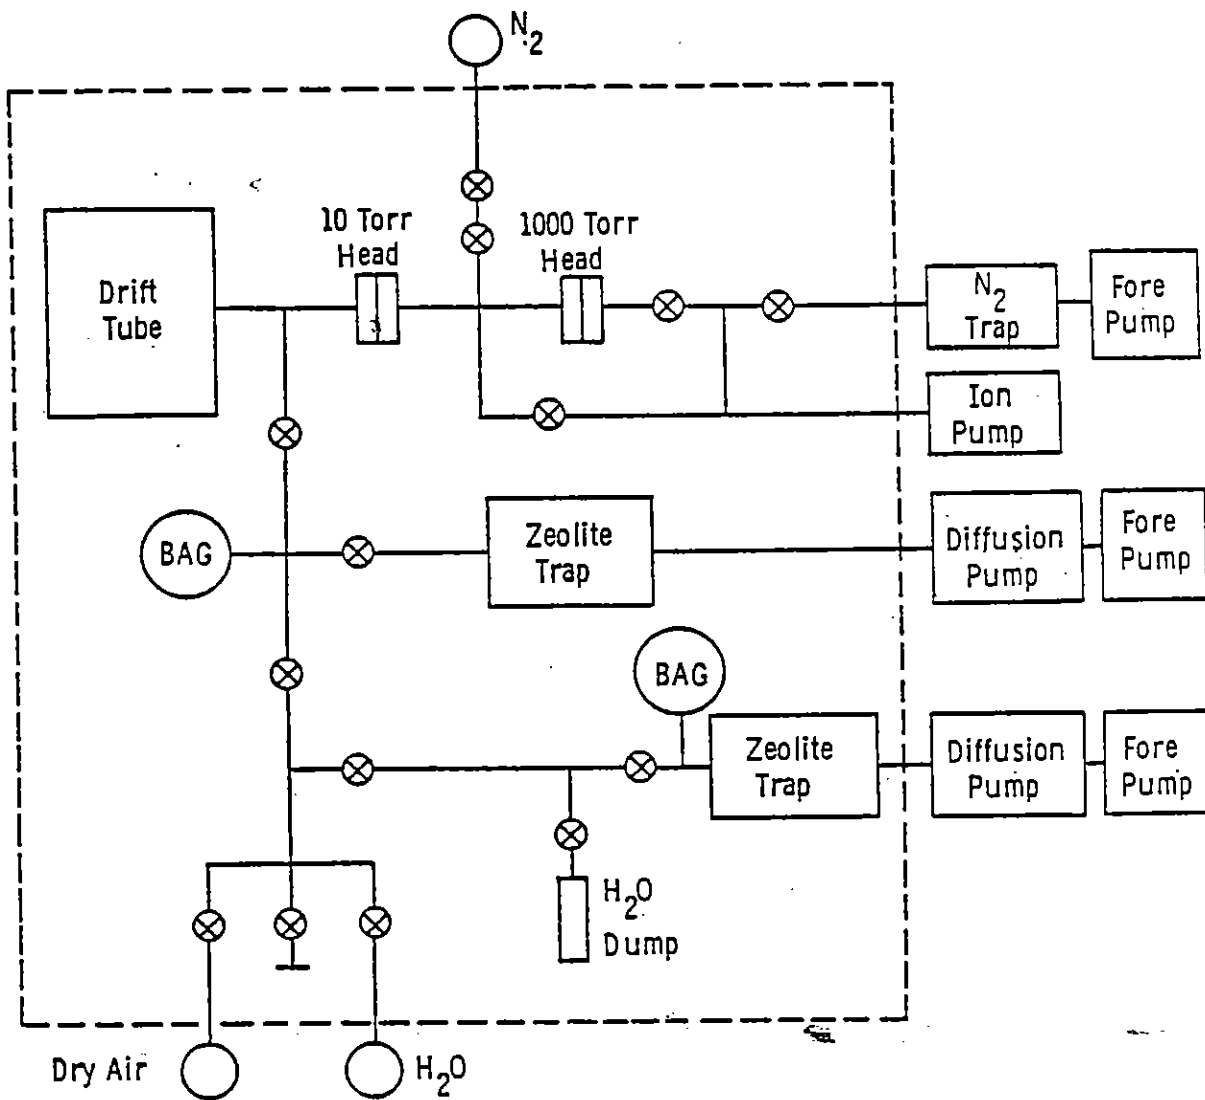 N2
10 Torr
Head
1000 Torr
Head
Drift
Tube
N2
Trap
Fore
Pump
Ion
Pump
BAG
Zeolite
Trap
Diffusion
Pump
Fore
Pump
BAG
Zeolite
Trap
Diffusion
Pump
Fore
Pump
H2O
Dump
Dry Air
H2O